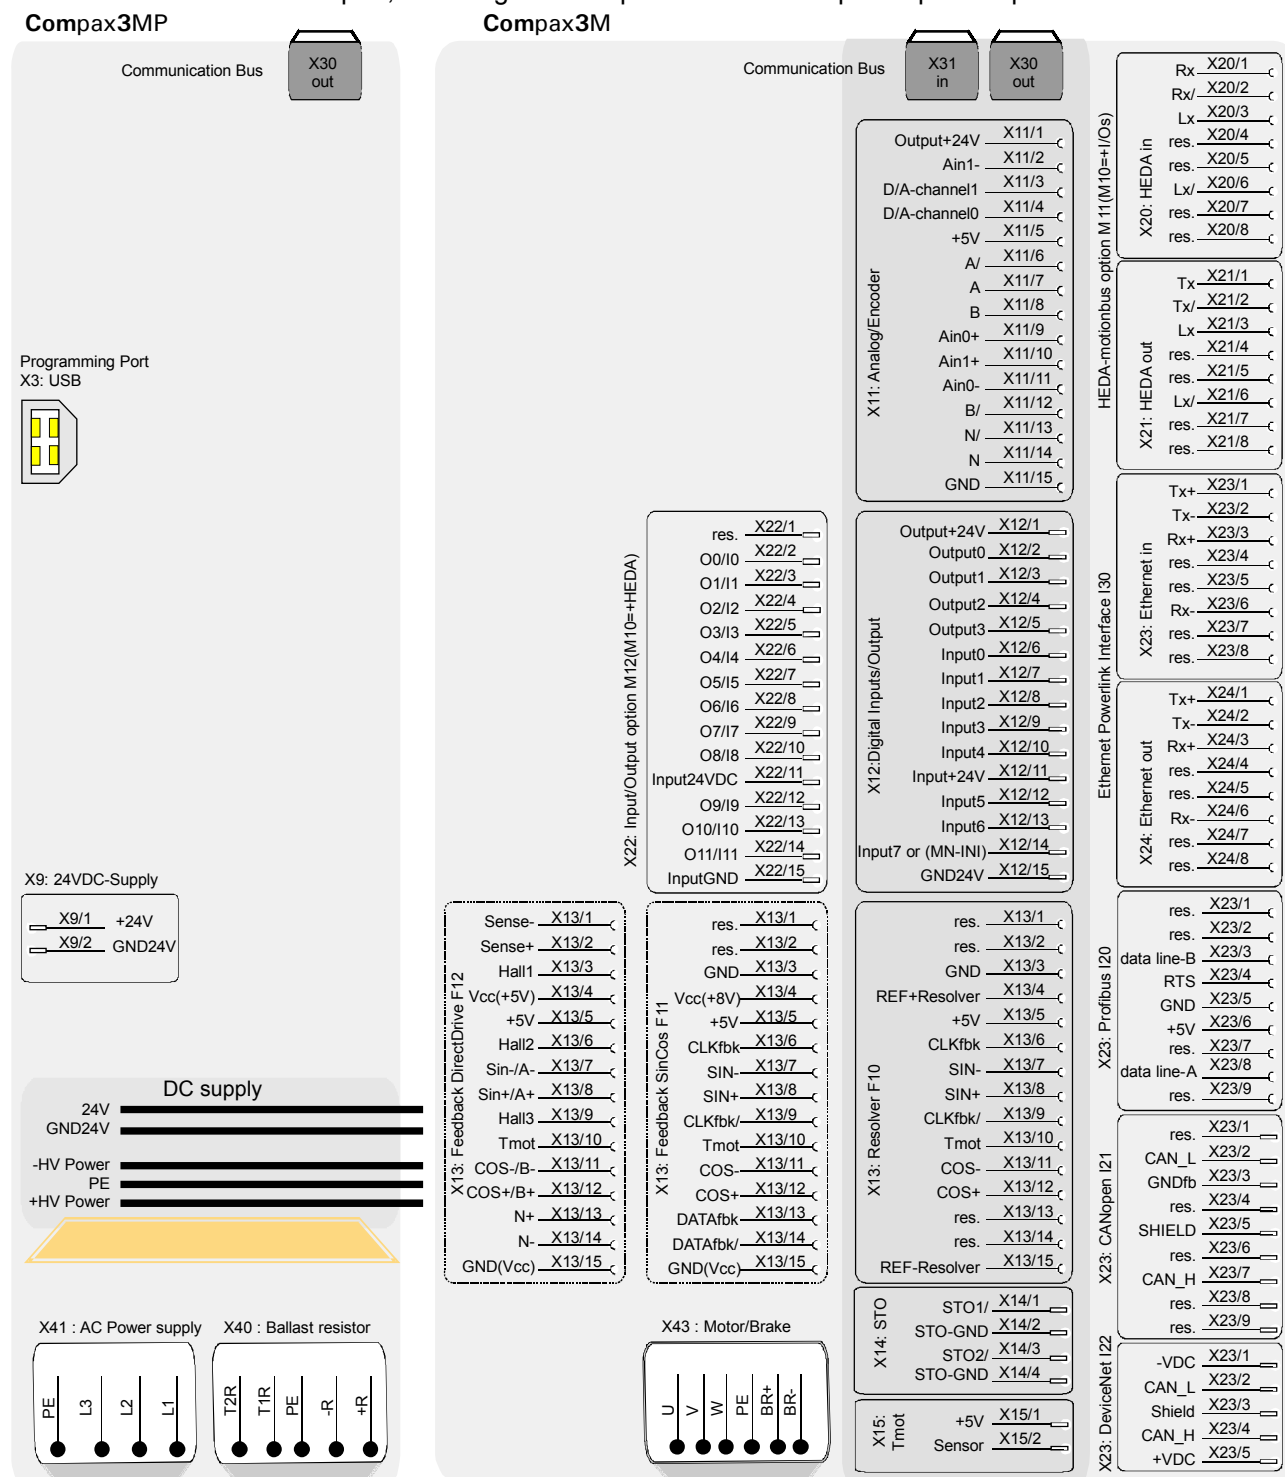 Compax3MP
Compax3M
Communication Bus
X30
out
Programming Port
X3: USB
X9: 24VDC-Supply
X9/1 +24V
X9/2 GND24V
DC supply
24V
GND24V
-HV Power
PE
+HV Power
X41 : AC Power supply
PE
L3
L2
L1
X40 : Ballast resistor
T2R
T1R
PE
-R
+R
Communication Bus
X31
in
X30
out
X22: Input/Output option M12(M10=+HEDA)
res. X22/1
O0/I0 X22/2
O1/I1 X22/3
O2/I2 X22/4
O3/I3 X22/5
O4/I4 X22/6
O5/I5 X22/7
O6/I6 X22/8
O7/I7 X22/9
O8/I8 X22/10
Input24VDC X22/11
O9/I9 X22/12
O10/I10 X22/13
O11/I11 X22/14
InputGND X22/15
X13: Feedback DirectDrive F12
Sense- X13/1
Sense+ X13/2
Hall1 X13/3
Vcc(+5V) X13/4
+5V X13/5
Hall2 X13/6
Sin-/A- X13/7
Sin+/A+ X13/8
Hall3 X13/9
Tmot X13/10
COS-/B- X13/11
COS+/B+ X13/12
N+ X13/13
N- X13/14
GND(Vcc) X13/15
X13: Feedback SinCos F11
res. X13/1
res. X13/2
GND X13/3
Vcc(+8V) X13/4
+5V X13/5
CLKfbk X13/6
SIN- X13/7
SIN+ X13/8
CLKfbk/ X13/9
Tmot X13/10
COS- X13/11
COS+ X13/12
DATAfbk X13/13
DATAfbk/ X13/14
GND(Vcc) X13/15
X43 : Motor/Brake
U
V
W
PE
BR+
BR-
X11: Analog/Encoder
Output+24V X11/1
Ain1- X11/2
D/A-channel1 X11/3
D/A-channel0 X11/4
+5V X11/5
A/ X11/6
A X11/7
B X11/8
Ain0+ X11/9
Ain1+ X11/10
Ain0- X11/11
B/ X11/12
N/ X11/13
N X11/14
GND X11/15
X12:Digital Inputs/Output
Output+24V X12/1
Output0 X12/2
Output1 X12/3
Output2 X12/4
Output3 X12/5
Input0 X12/6
Input1 X12/7
Input2 X12/8
Input3 X12/9
Input4 X12/10
Input+24V X12/11
Input5 X12/12
Input6 X12/13
Input7 or (MN-INI) X12/14
GND24V X12/15
X13: Resolver F10
res. X13/1
res. X13/2
GND X13/3
REF+Resolver X13/4
+5V X13/5
CLKfbk X13/6
SIN- X13/7
SIN+ X13/8
CLKfbk/ X13/9
Tmot X13/10
COS- X13/11
COS+ X13/12
res. X13/13
res. X13/14
REF-Resolver X13/15
X14: STO
STO1/ X14/1
STO-GND X14/2
STO2/ X14/3
STO-GND X14/4
X15:
Tmot
+5V X15/1
Sensor X15/2
HEDA-motionbus option M11(M10=+I/Os)
X20: HEDA in
Rx X20/1
Rx/ X20/2
Lx X20/3
res. X20/4
res. X20/5
Lx/ X20/6
res. X20/7
res. X20/8
X21: HEDA out
Tx X21/1
Tx/ X21/2
Lx X21/3
res. X21/4
res. X21/5
Lx/ X21/6
res. X21/7
res. X21/8
Ethernet Powerlink Interface I30
X23: Ethernet in
Tx+ X23/1
Tx- X23/2
Rx+ X23/3
res. X23/4
res. X23/5
Rx- X23/6
res. X23/7
res. X23/8
X24: Ethernet out
Tx+ X24/1
Tx- X24/2
Rx+ X24/3
res. X24/4
res. X24/5
Rx- X24/6
res. X24/7
res. X24/8
X23: Profibus I20
res. X23/1
res. X23/2
data line-B X23/3
RTS X23/4
GND X23/5
+5V X23/6
res. X23/7
data line-A X23/8
res. X23/9
X23: CANopen I21
res. X23/1
CAN_L X23/2
GNDfb X23/3
res. X23/4
SHIELD X23/5
res. X23/6
CAN_H X23/7
res. X23/8
res. X23/9
X23: DeviceNet I22
-VDC X23/1
CAN_L X23/2
Shield X23/3
CAN_H X23/4
+VDC X23/5